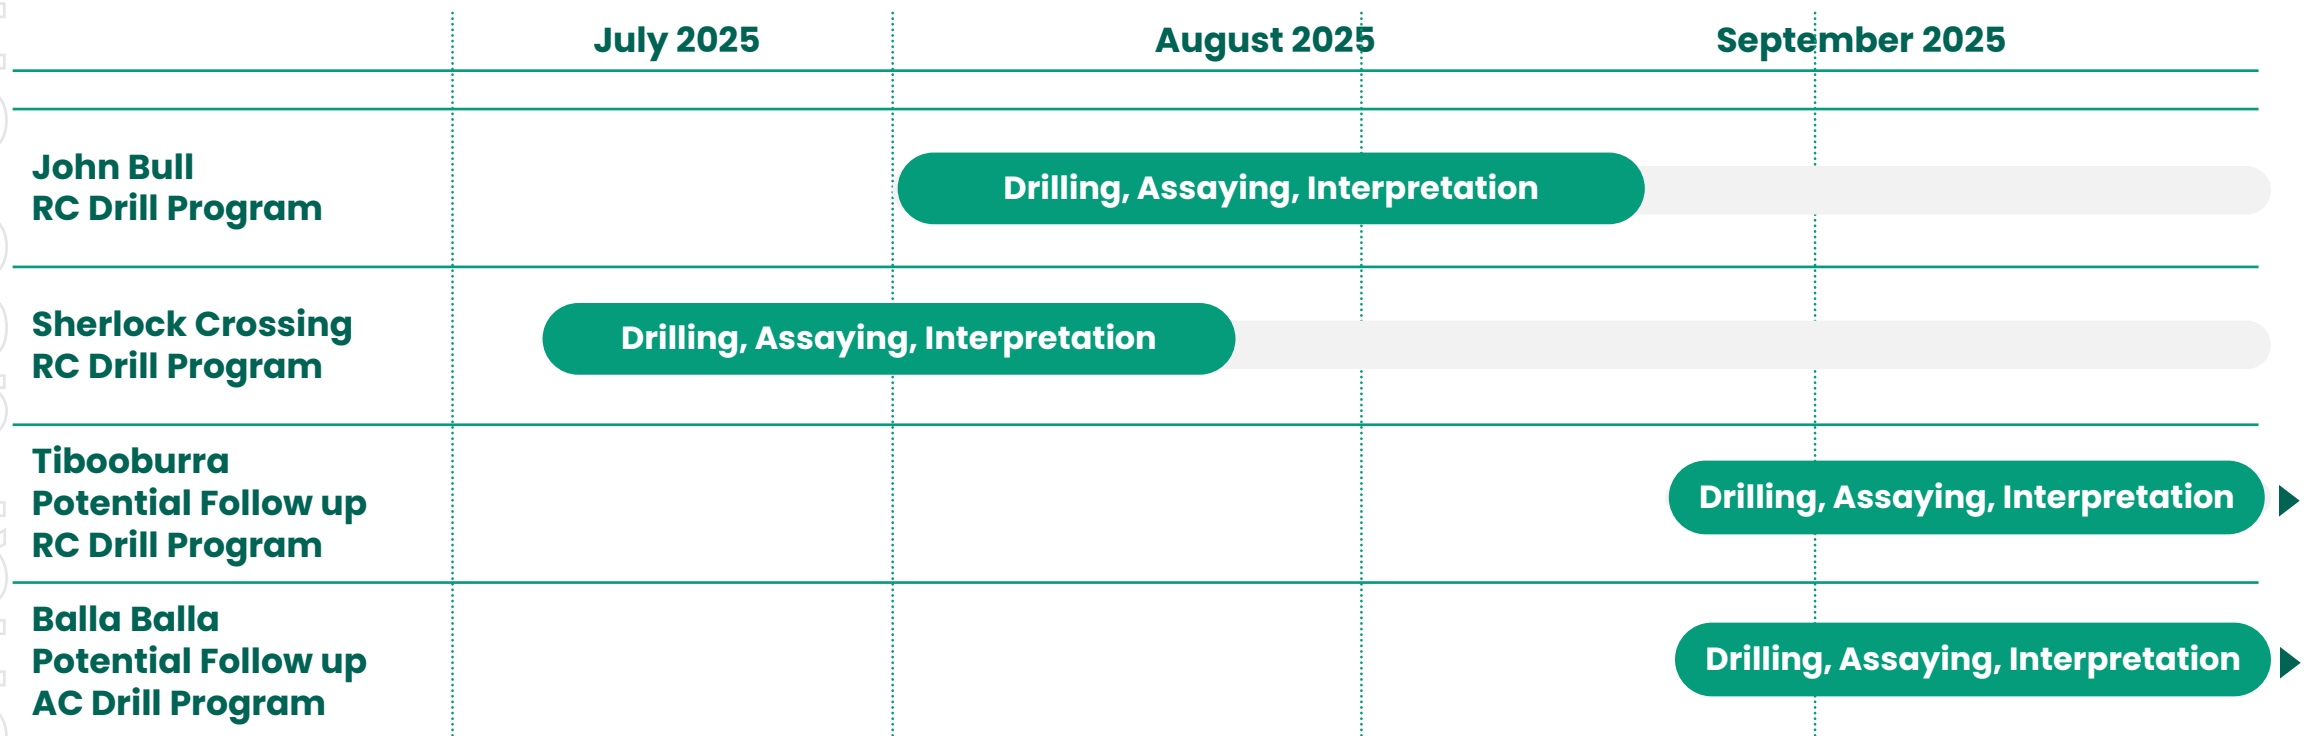 July 2025 August 2025 September 2025
John Bull
RC Drill Program
Drilling, Assaying, Interpretation
Sherlock Crossing
RC Drill Program
Drilling, Assaying, Interpretation
Tibooburra
Potential Follow up
RC Drill Program
Drilling, Assaying, Interpretation
Balla Balla
Potential Follow up
AC Drill Program
Drilling, Assaying, Interpretation